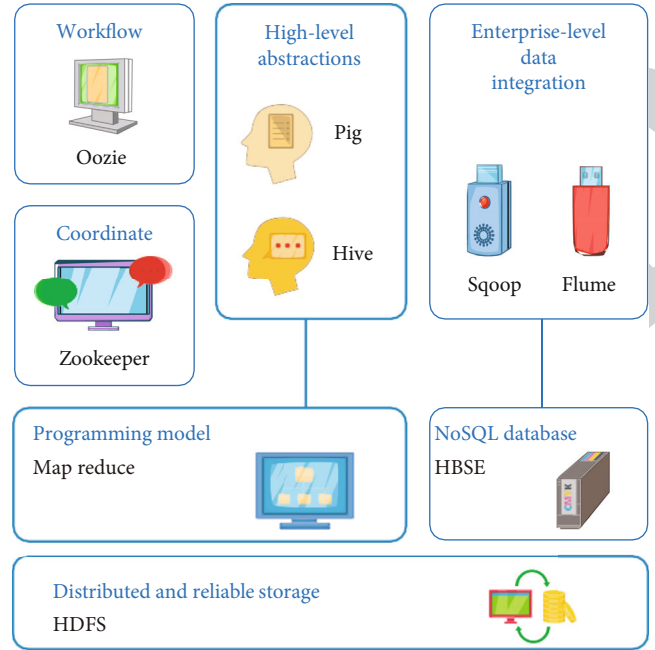 Workflow
Oozie
Coordinate
Zookeeper
High-level
abstractions
Pig
Hive
Enterprise-level
data
integration
Sqoop
Flume
Programming model
Map reduce
NoSQL database
HBSE
CMYK
Distributed and reliable storage
HDFS